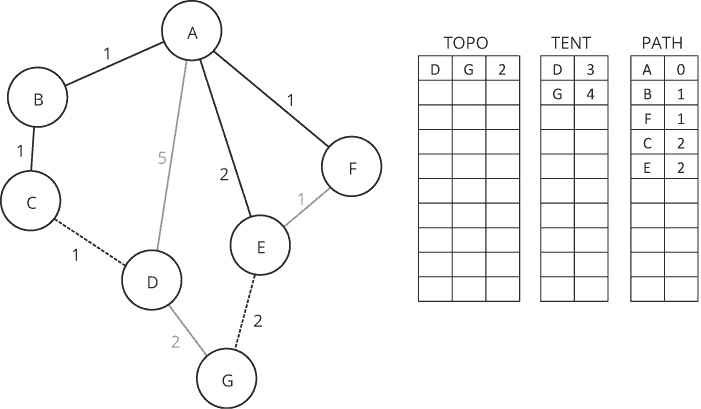 A
1
B
1
5
2
1
F
1
C
E
1
D
2
2
G
TOPO
D G 2
TENT
D 3
G 4
PATH
A 0
B 1
F 1
C 2
E 2